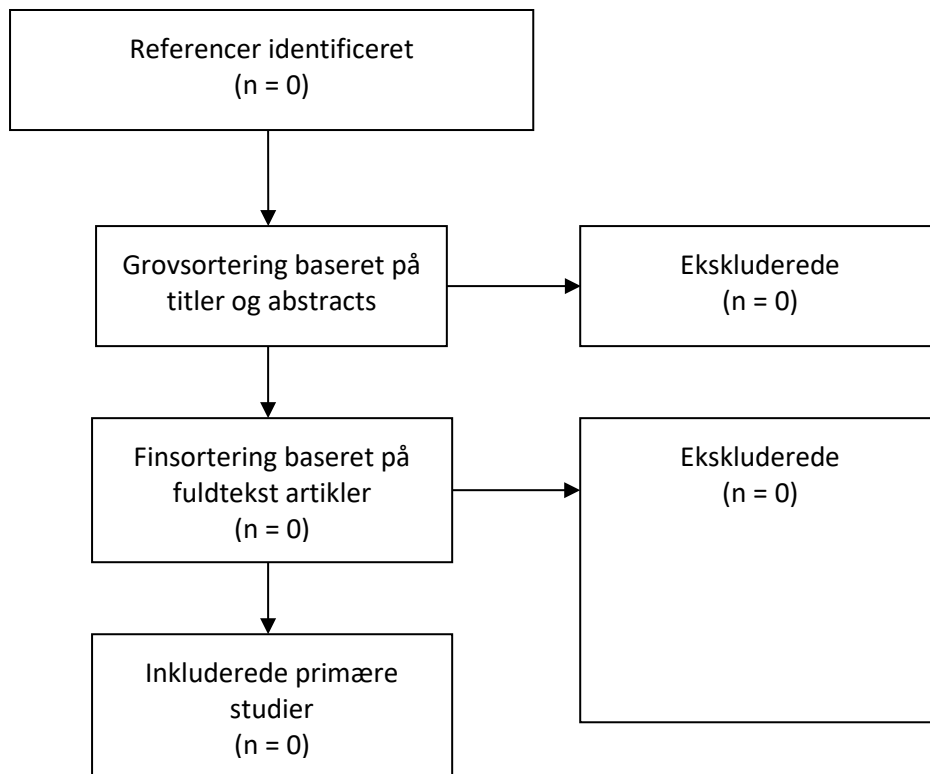 Referencer identificeret
(n = 0)
Grovsortering baseret på
titler og abstracts
Ekskluderede
(n = 0)
Finsortering baseret på
fuldtekst artikler
(n = 0)
Ekskluderede
(n = 0)
Inkluderede primære
studier
(n = 0)